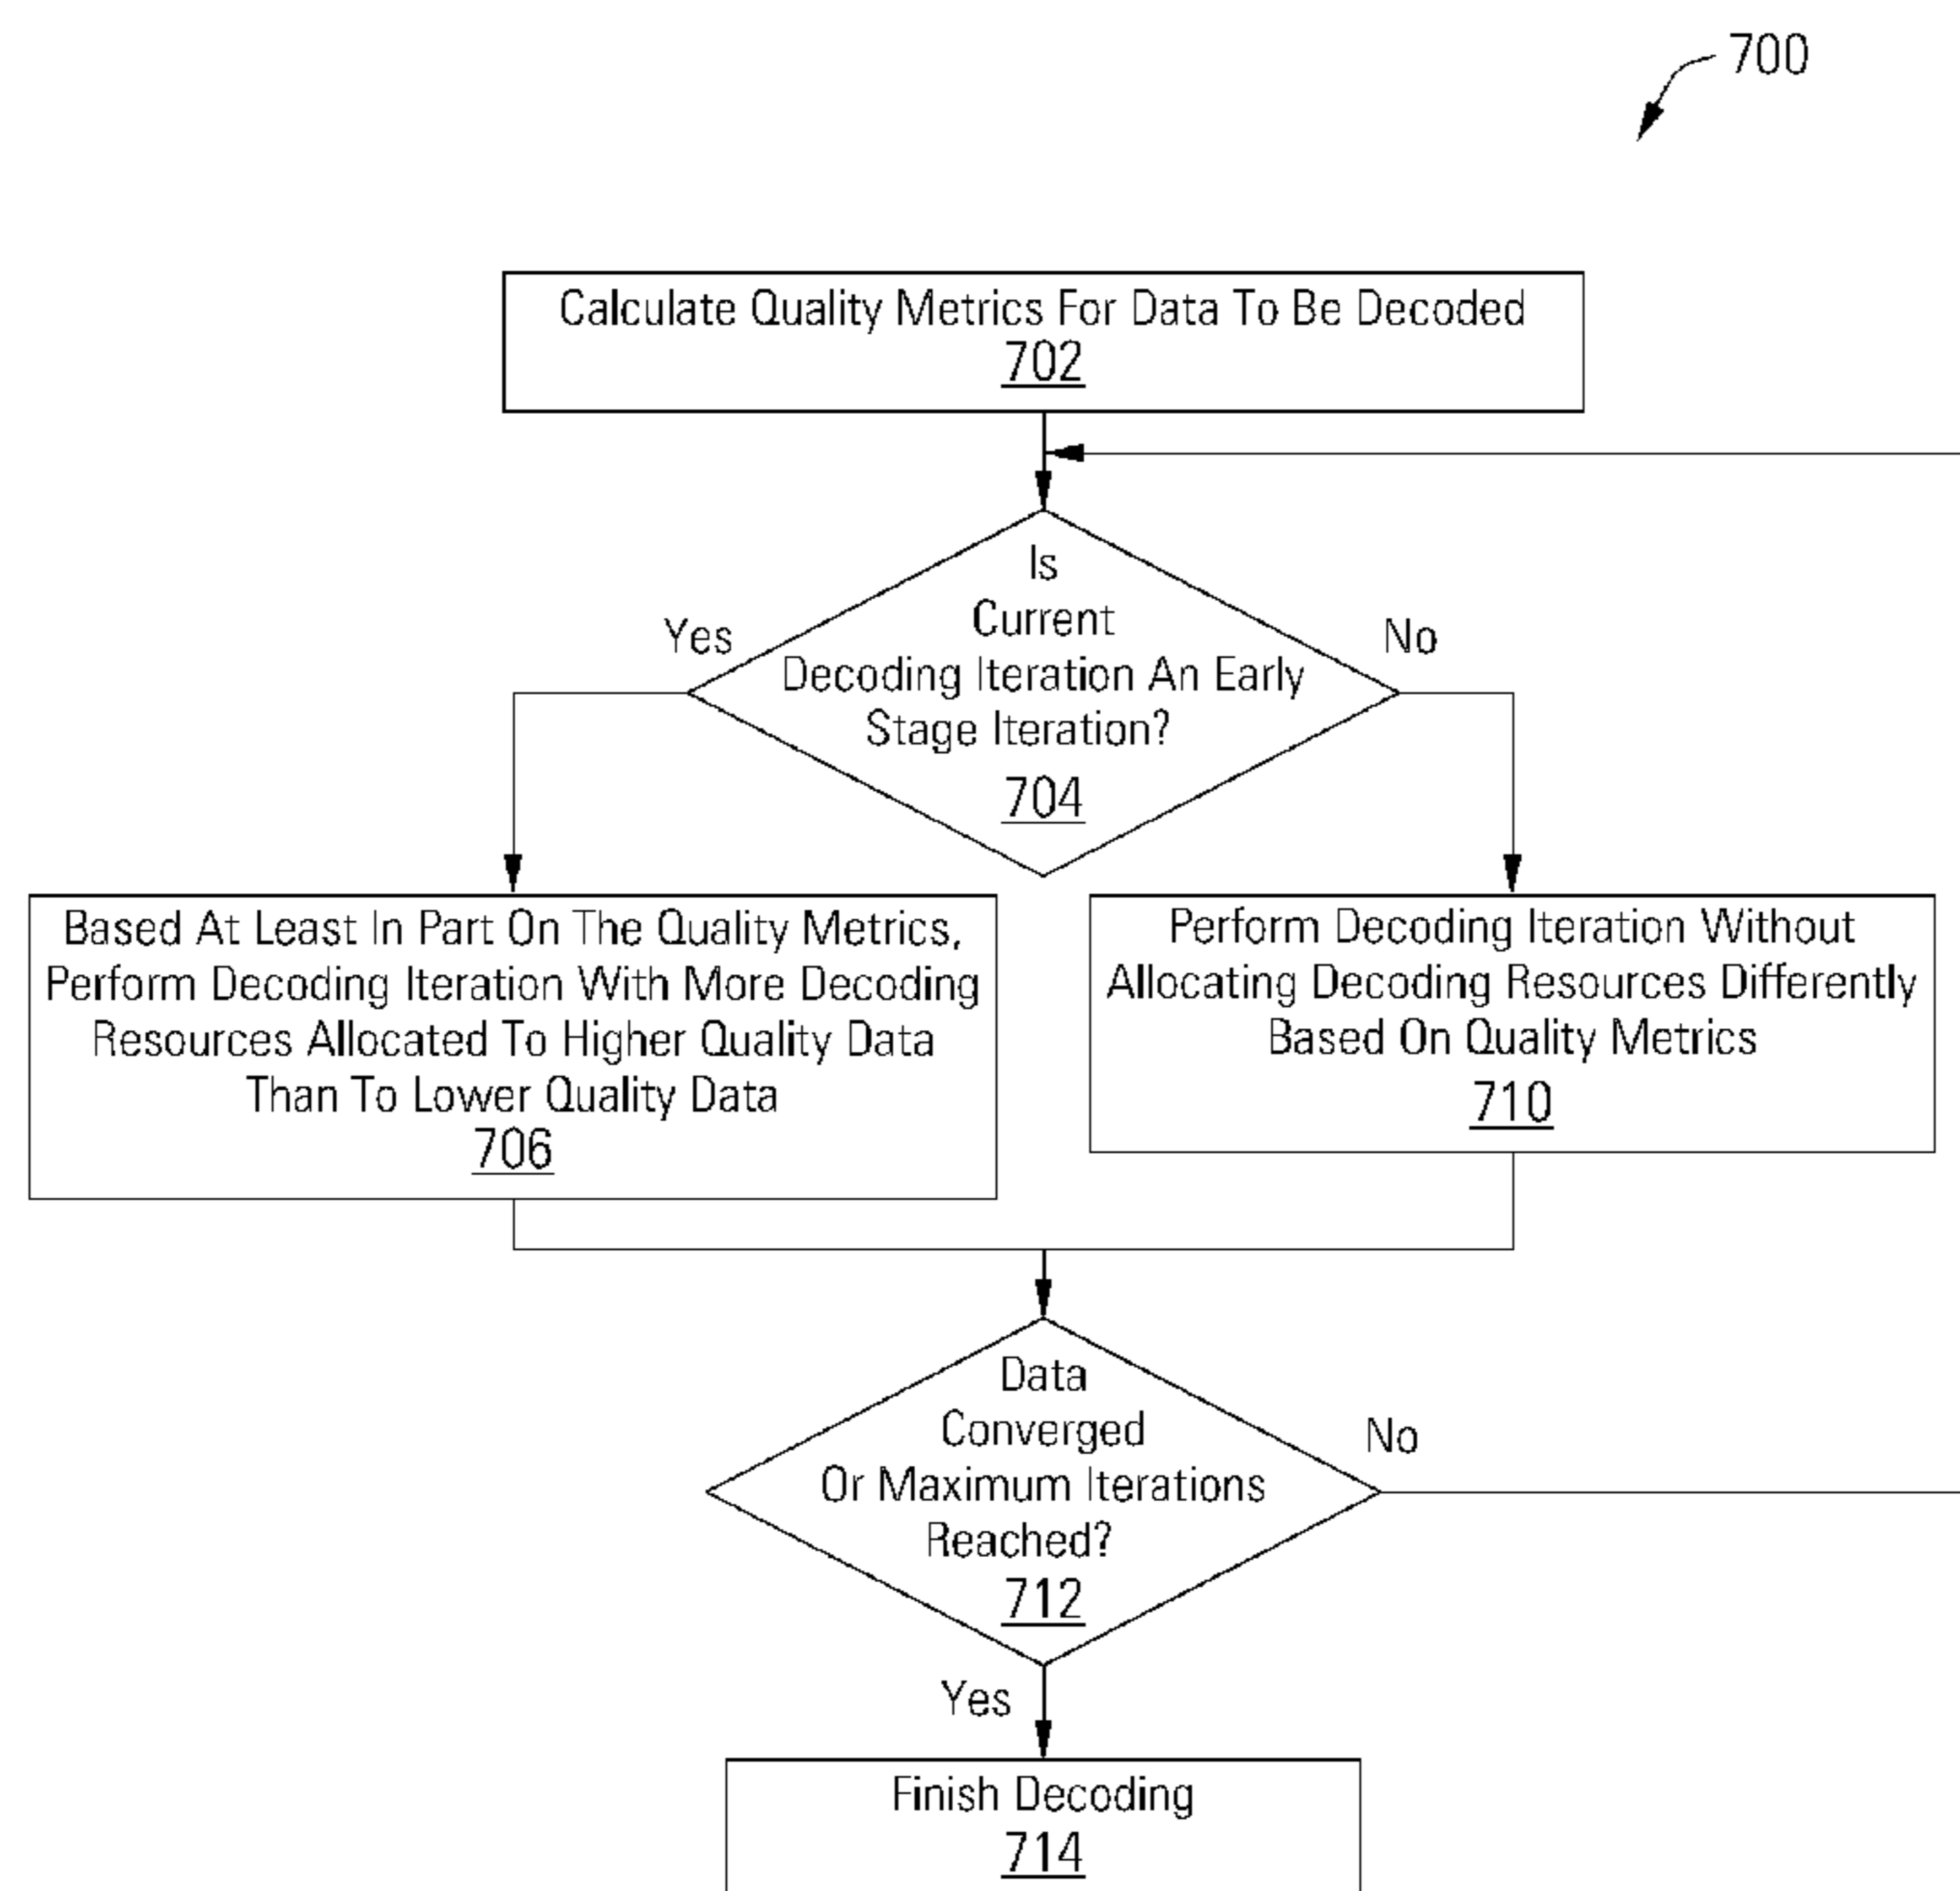 700
Calculate Quality Metrics For Data To Be Decoded
702
Is
Current
Decoding Iteration An Early
Stage Iteration?
704
Yes
No
Based At Least In Part On The Quality Metrics,
Perform Decoding Iteration With More Decoding
Resources Allocated To Higher Quality Data
Than To Lower Quality Data
706
Perform Decoding Iteration Without
Allocating Decoding Resources Differently
Based On Quality Metrics
710
Data
Converged
Or Maximum Iterations
Reached?
712
No
Yes
Finish Decoding
714